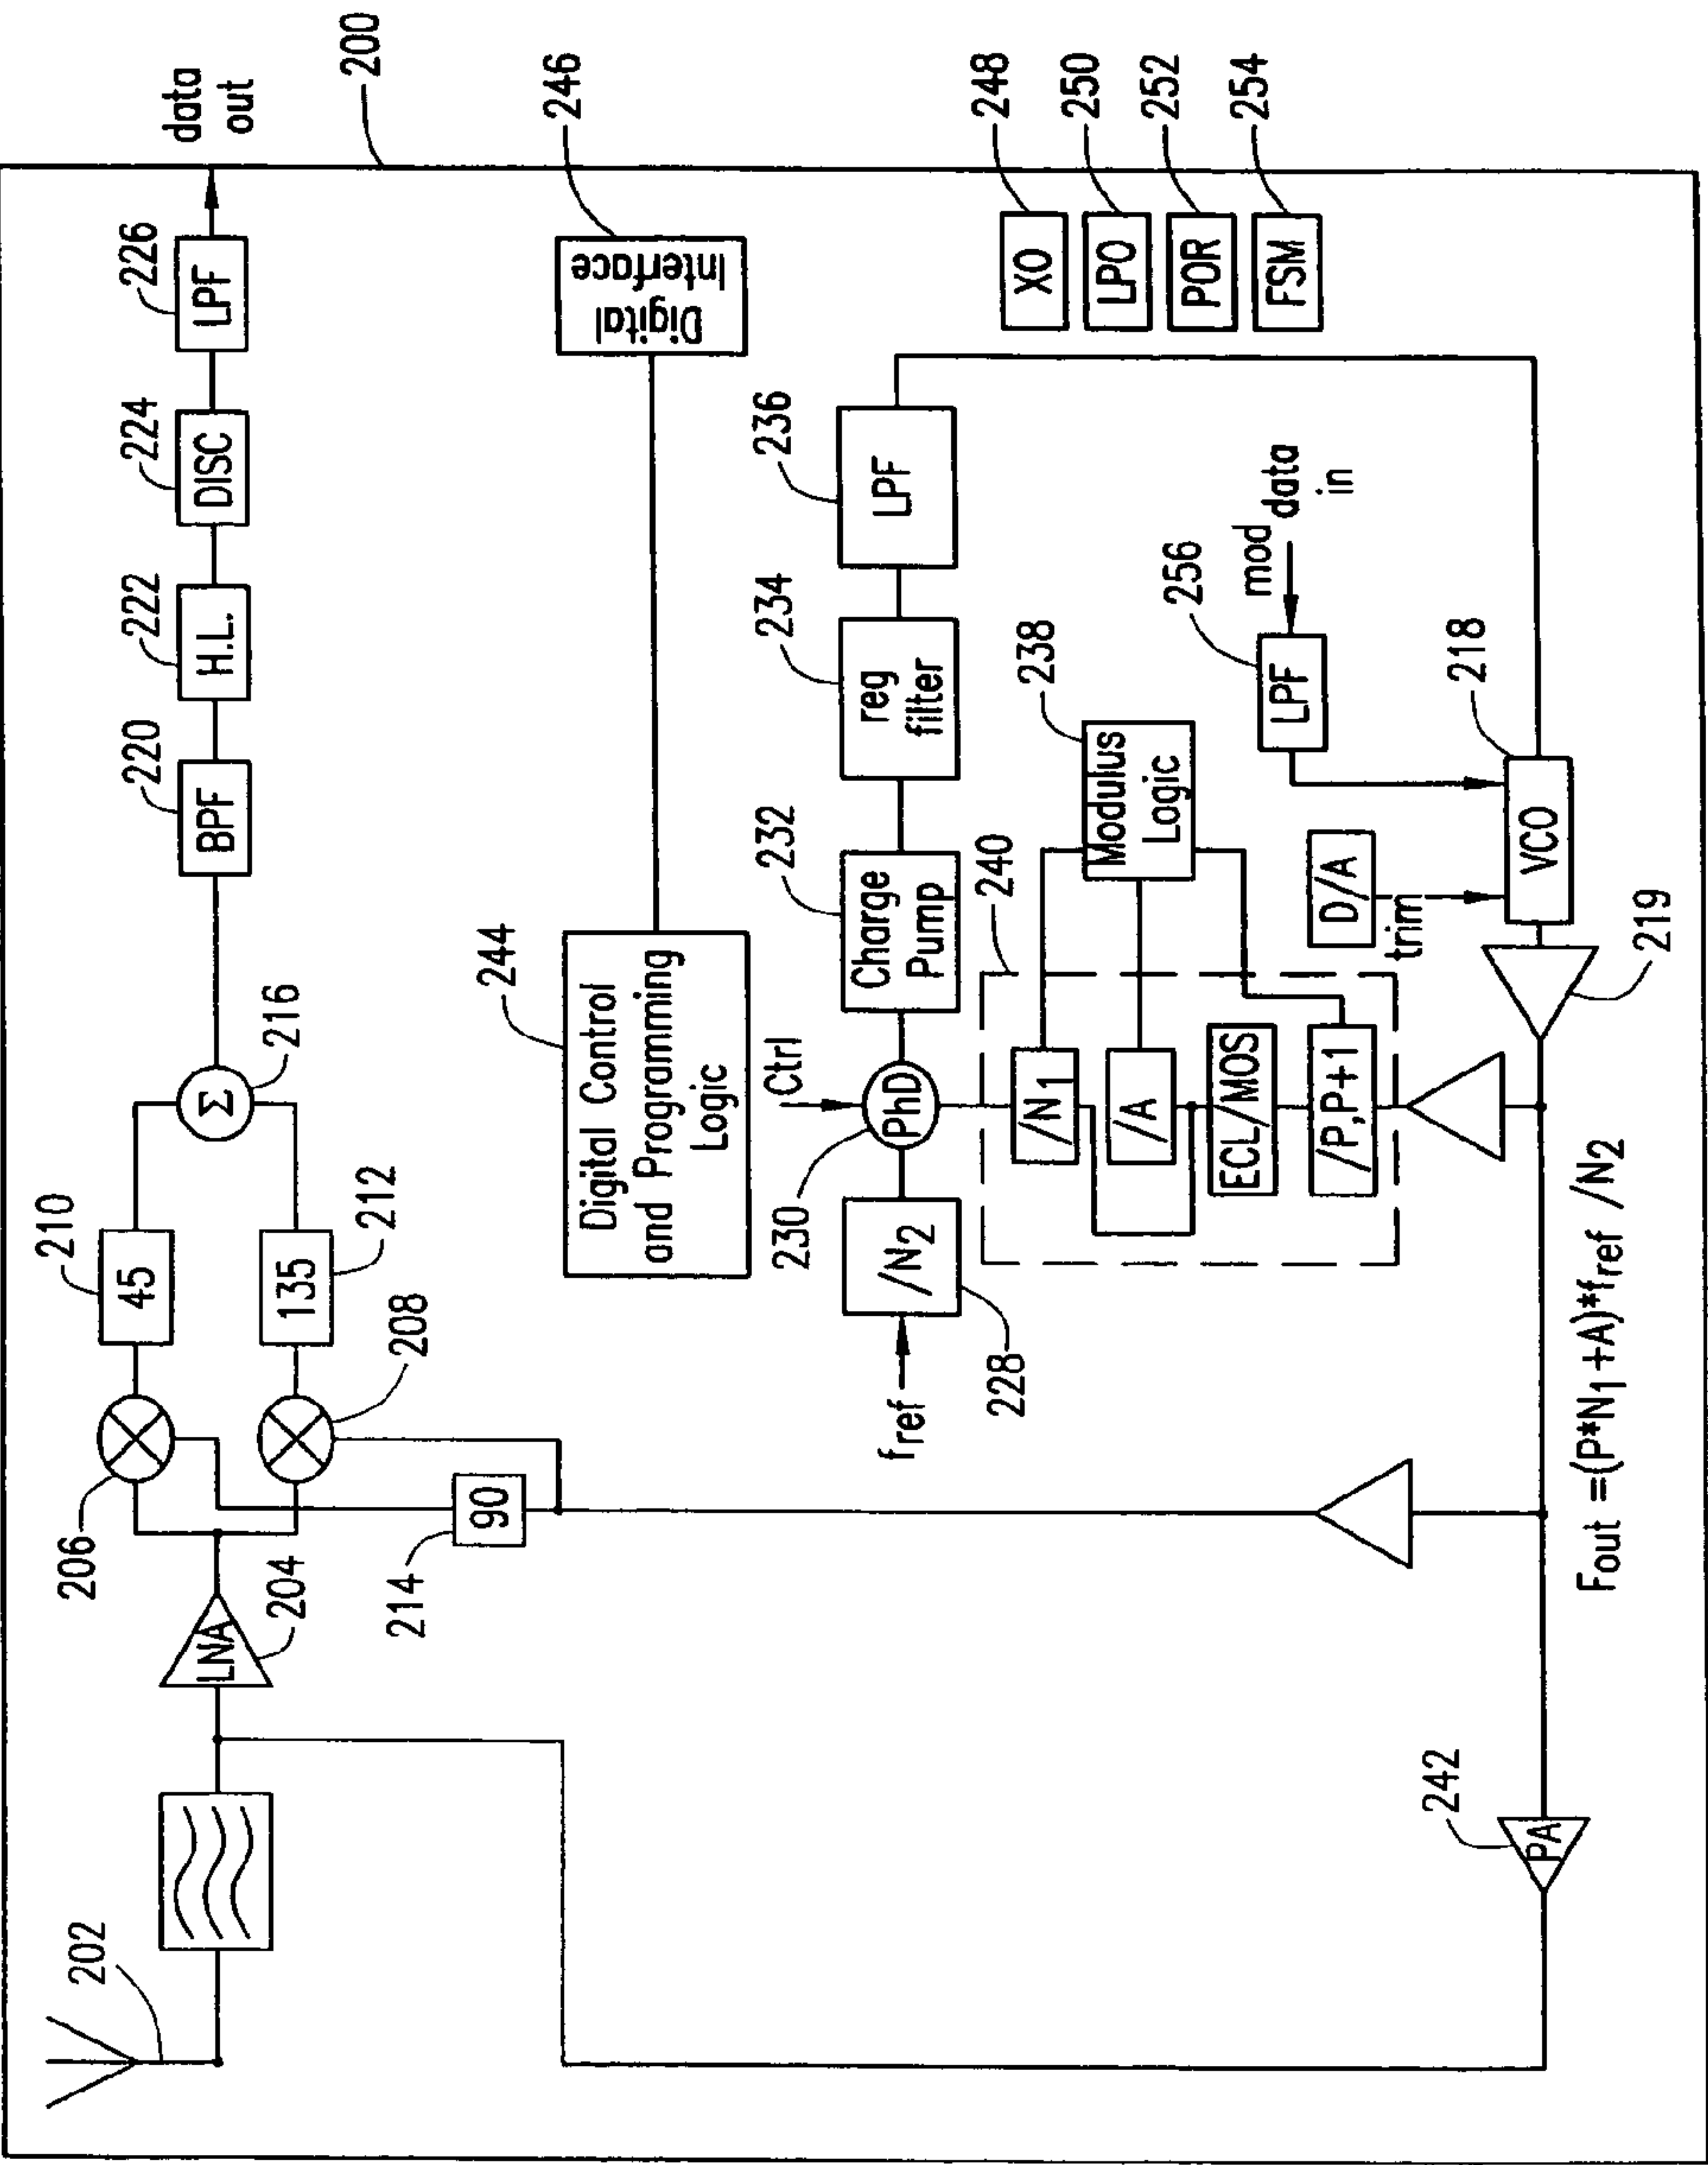 202
206
204
214
210
45
212
135
208
90
LNA
216
Σ
220
BPF
222
H.L.
224
DISC
226
LPF
data
out
200
244
Digital Control
and Programming
Logic
246
Digital
Interface
Ctrl
230
PhD
fref
228
/N2
232
Charge
Pump
234
reg
filter
236
LPF
240
/N1
/A
ECL/MOS
/P,P+1
238
Modulus
Logic
256
LPF
mod data
in
D/A
trim
218
VCO
219
248
XO
250
LPO
252
POR
254
FSM
242
PA
Fout =(P*N1+A)*fref /N2